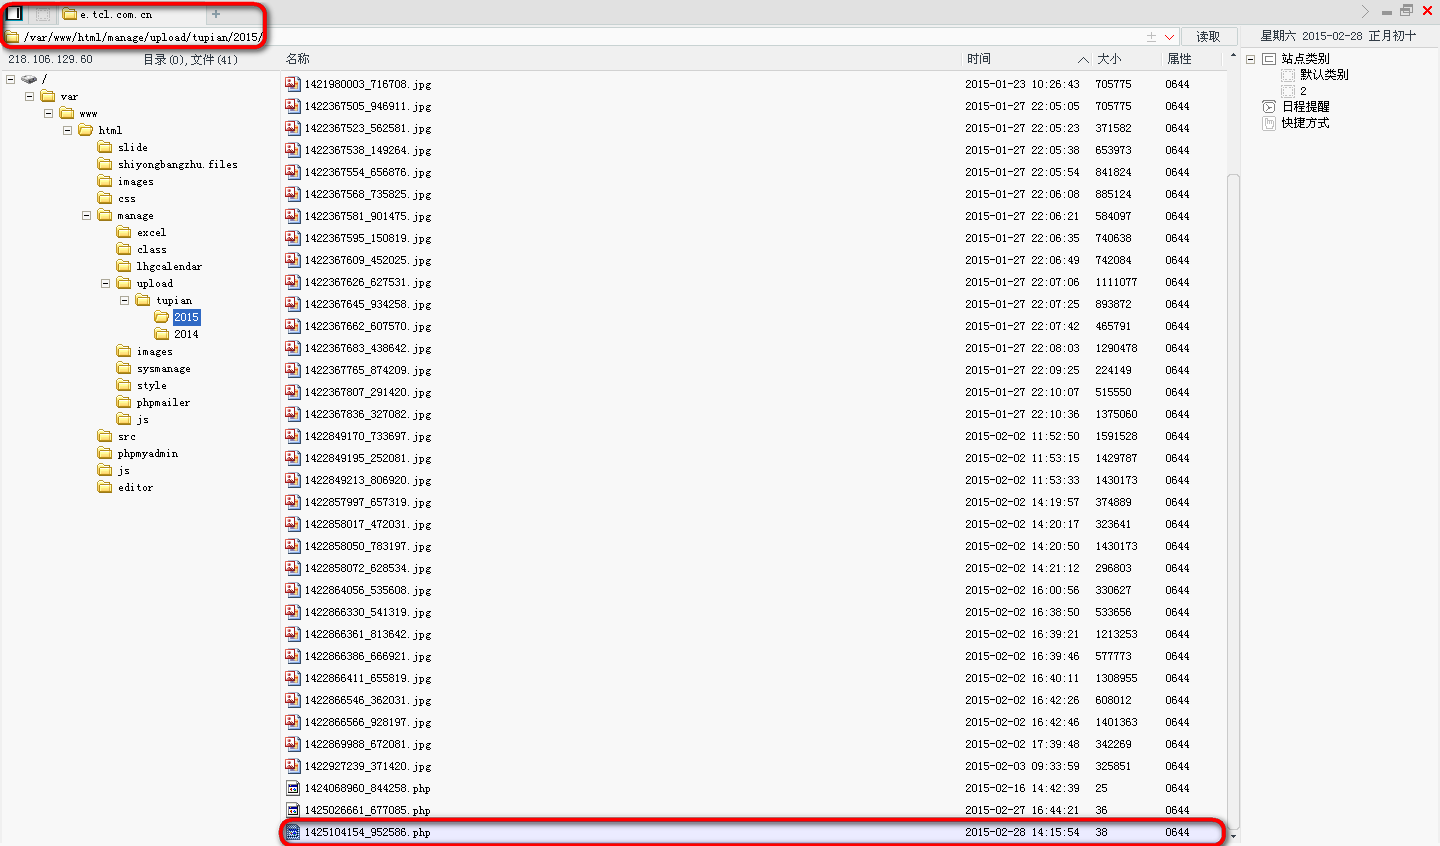 e.tcl.com.cn
+
/var/www/html/manage/upload/tupian/2015/
读取
星期六 2015-02-28 正月初十
218.106.129.60
目录(0),文件(41)
名称 时间 大小 属性
/
var
www
html
slide
shiyongbangzhu.files
images
css
manage
excel
class
lhgcalendar
upload
tupian
2015
2014
images
sysmanage
style
phpmailer
js
src
phpmyadmin
js
editor
1421980003_716708.jpg 2015-01-23 10:26:43 705775 0644
1422367505_946911.jpg 2015-01-27 22:05:05 705775 0644
1422367523_562581.jpg 2015-01-27 22:05:23 371582 0644
1422367538_149264.jpg 2015-01-27 22:05:38 653973 0644
1422367554_656876.jpg 2015-01-27 22:05:54 841824 0644
1422367568_735825.jpg 2015-01-27 22:06:08 885124 0644
1422367581_901475.jpg 2015-01-27 22:06:21 584097 0644
1422367595_150819.jpg 2015-01-27 22:06:35 740638 0644
1422367609_452025.jpg 2015-01-27 22:06:49 742084 0644
1422367626_627531.jpg 2015-01-27 22:07:06 1111077 0644
1422367645_934258.jpg 2015-01-27 22:07:25 893872 0644
1422367662_607570.jpg 2015-01-27 22:07:42 465791 0644
1422367683_438642.jpg 2015-01-27 22:08:03 1290478 0644
1422367765_874209.jpg 2015-01-27 22:09:25 224149 0644
1422367807_291420.jpg 2015-01-27 22:10:07 515550 0644
1422367836_327082.jpg 2015-01-27 22:10:36 1375060 0644
1422849170_733697.jpg 2015-02-02 11:52:50 1591528 0644
1422849195_252081.jpg 2015-02-02 11:53:15 1429787 0644
1422849213_806920.jpg 2015-02-02 11:53:33 1430173 0644
1422857997_657319.jpg 2015-02-02 14:19:57 374889 0644
1422858017_472031.jpg 2015-02-02 14:20:17 323641 0644
1422858050_783197.jpg 2015-02-02 14:20:50 1430173 0644
1422858072_628534.jpg 2015-02-02 14:21:12 296803 0644
1422864056_535608.jpg 2015-02-02 16:00:56 330627 0644
1422866330_541319.jpg 2015-02-02 16:38:50 533656 0644
1422866361_813642.jpg 2015-02-02 16:39:21 1213253 0644
1422866386_666921.jpg 2015-02-02 16:39:46 577773 0644
1422866411_655819.jpg 2015-02-02 16:40:11 1308955 0644
1422866546_362031.jpg 2015-02-02 16:42:26 608012 0644
1422866566_928197.jpg 2015-02-02 16:42:46 1401363 0644
1422869988_672081.jpg 2015-02-02 17:39:48 342269 0644
1422927239_371420.jpg 2015-02-03 09:33:59 325851 0644
1424068960_844258.php 2015-02-16 14:42:39 25 0644
1425026661_677085.php 2015-02-27 16:44:21 36 0644
1425104154_952586.php 2015-02-28 14:15:54 38 0644
站点类别
默认类别
2
日程提醒
快捷方式